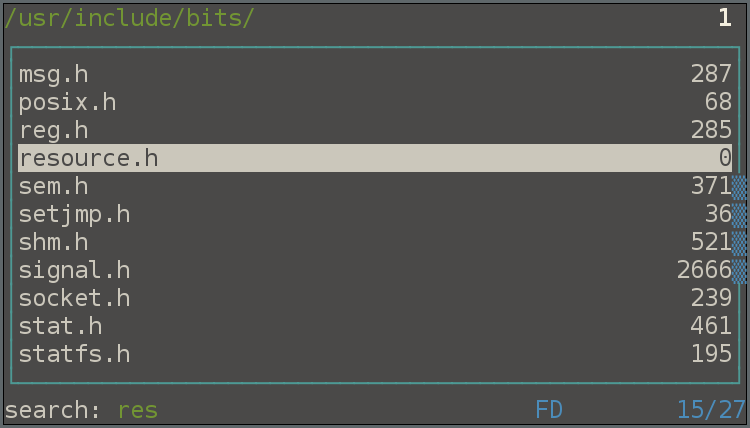 /usr/include/bits/ 1
msg.h 287
posix.h 68
reg.h 285
resource.h 0
sem.h 371
setjmp.h 36
shm.h 521
signal.h 2666
socket.h 239
stat.h 461
statfs.h 195
search: res FD 15/27